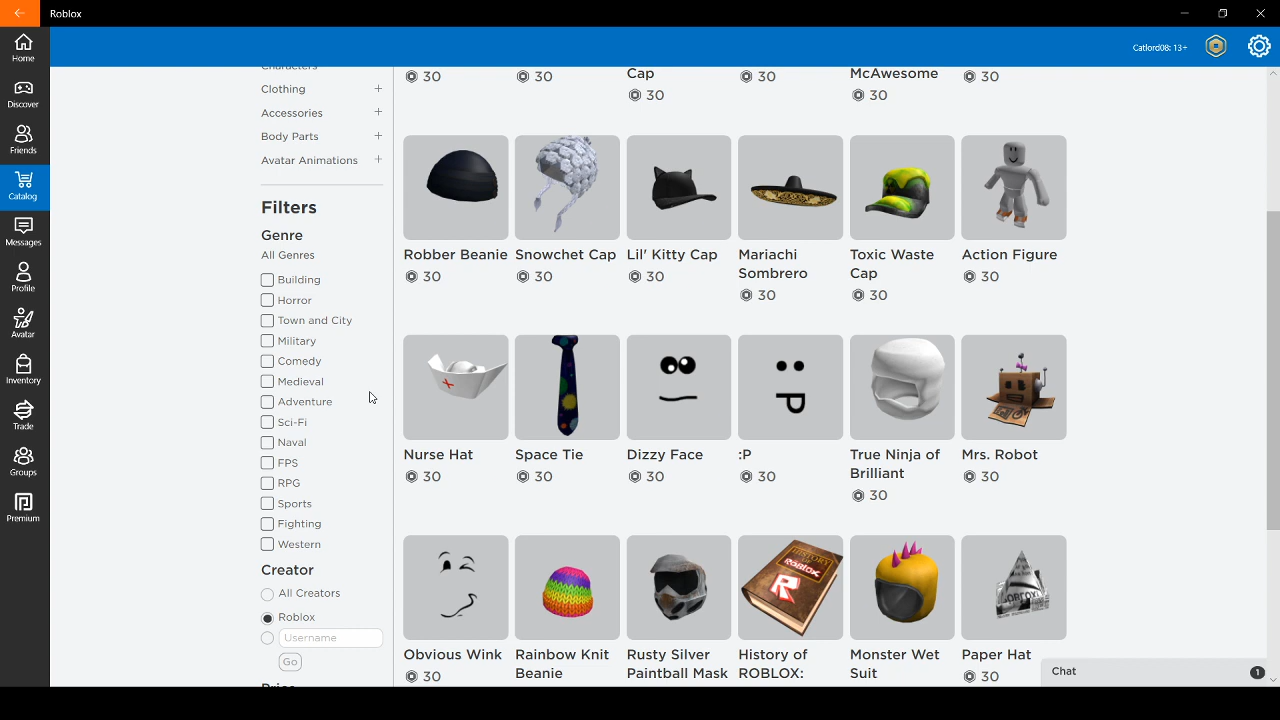 Roblox
Catlord08: 13+
Home
Discover
Friends
Catalog
Messages
Profile
Avatar
Inventory
Trade
Groups
Premium
Characters
Clothing +
Accessories +
Body Parts +
Avatar Animations +
Filters
Genre
All Genres
Building
Horror
Town and City
Military
Comedy
Medieval
Adventure
Sci-Fi
Naval
FPS
RPG
Sports
Fighting
Western
Creator
All Creators
Roblox
Username
Go
Price
30
30
Cap
30
30
McAwesome
30
30
Robber Beanie
30
Snowchet Cap
30
Lil' Kitty Cap
30
Mariachi
Sombrero
30
Toxic Waste
Cap
30
Action Figure
30
Nurse Hat
30
Space Tie
30
Dizzy Face
30
:P
30
True Ninja of
Brilliant
30
Mrs. Robot
30
Obvious Wink
30
Rainbow Knit
Beanie
Rusty Silver
Paintball Mask
HISTORY
OF
ROBLOX
R
History of
ROBLOX:
Monster Wet
Suit
Paper Hat
30
Chat 1